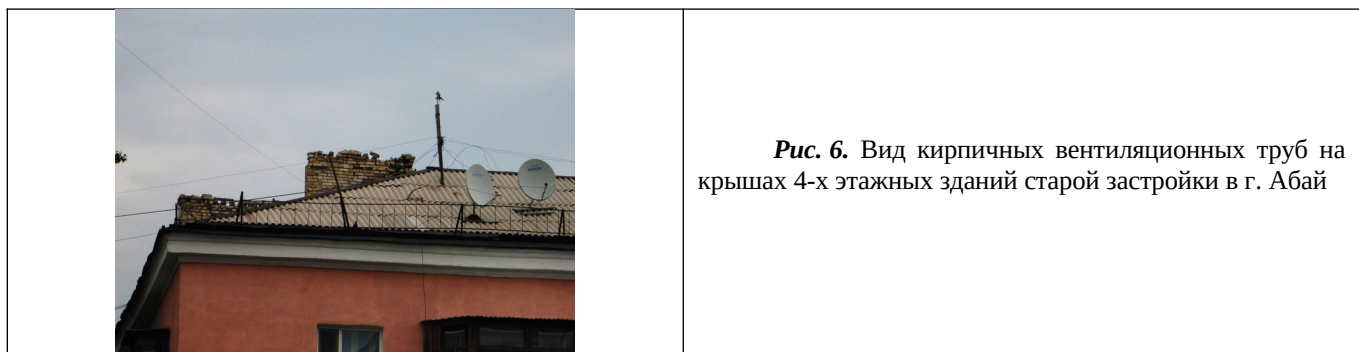 Рис. 6. Вид кирпичных вентиляционных труб на
крышах 4-х этажных зданий старой застройки в г. Абай